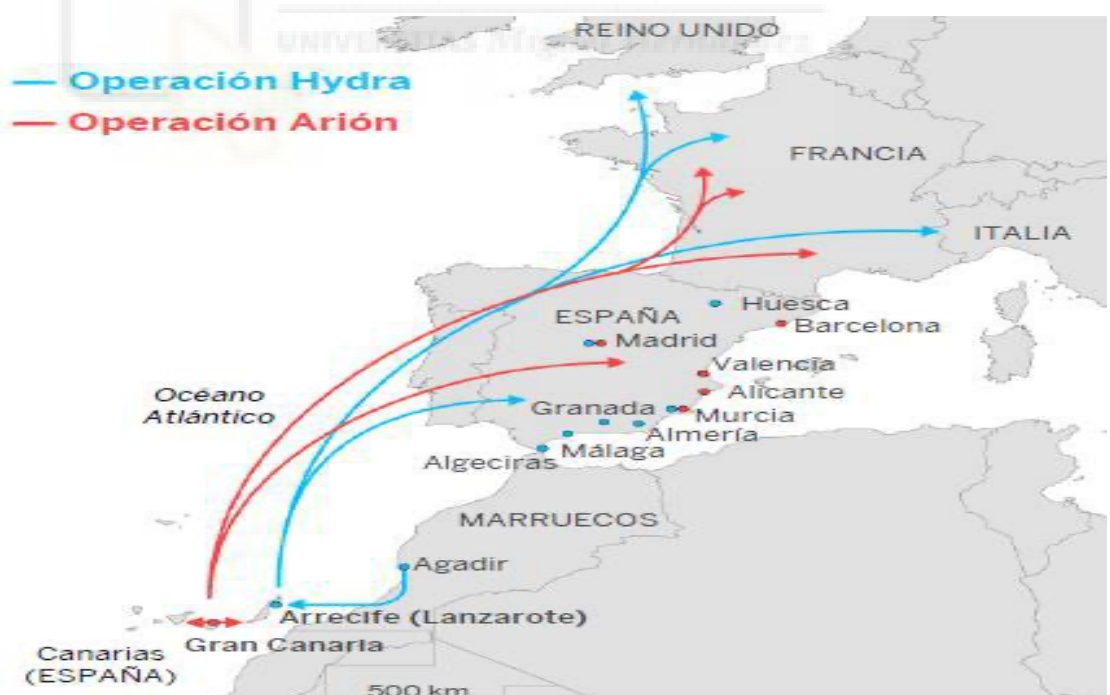 REINO UNIDO
Operación Hydra
Operación Arión
FRANCIA
ITALIA
Huesca
ESPAÑA
Barcelona
Madrid
Valencia
Océano
Atlántico
Alicante
Granada
Murcia
Almería
Málaga
Algeciras
MARRUECOS
Agadir
Arrecife (Lanzarote)
Gran Canaria
Canarias
(ESPAÑA)
500 km